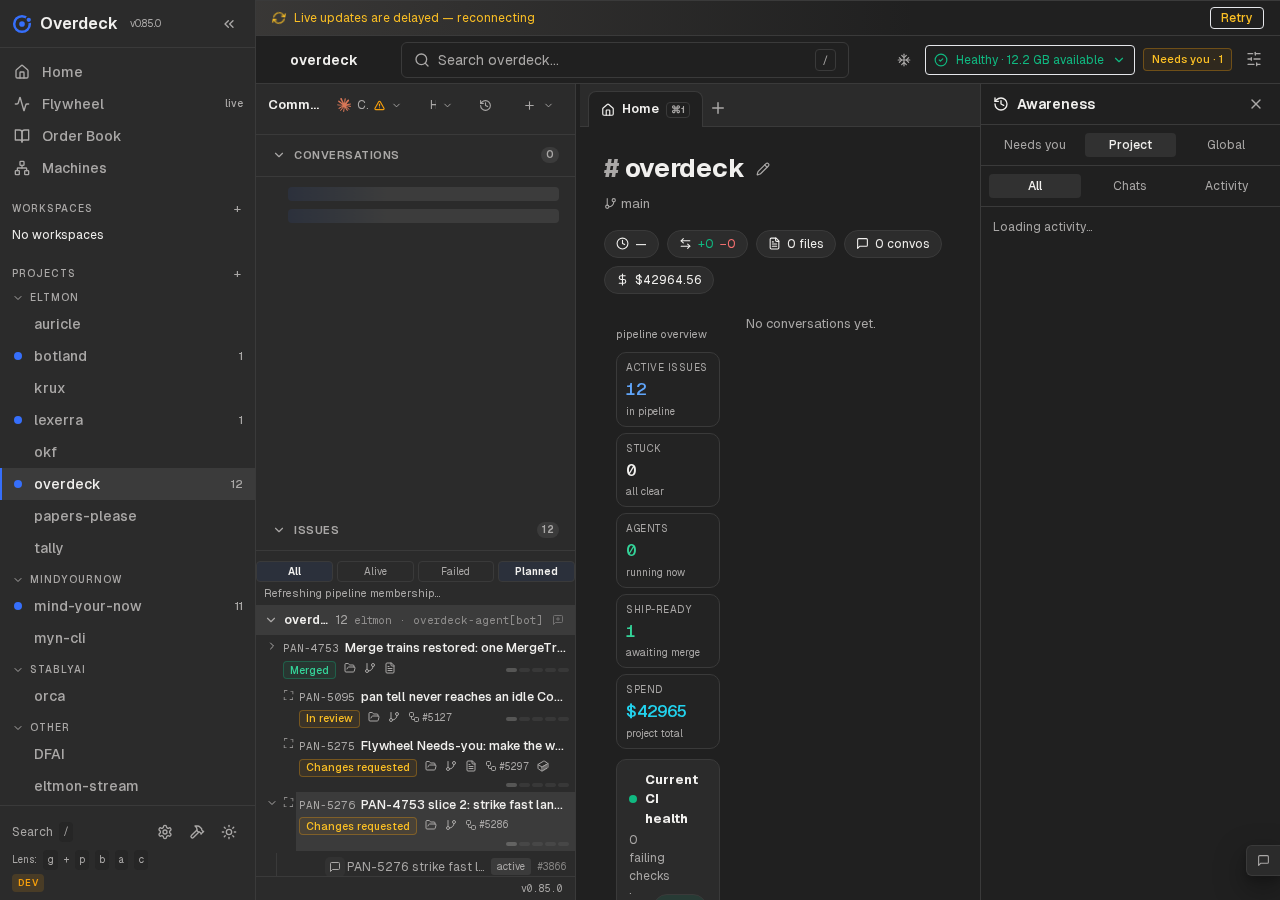 Overdeck v0.85.0
Home
Flywheel live
Order Book
Machines
WORKSPACES +
No workspaces
PROJECTS +
ELTMON
auricle
botland 1
krux
lexerra 1
okf
overdeck 12
papers-please
tally
MINDYOURNOW
mind-your-now 11
myn-cli
STABLYAI
orca
OTHER
DFAI
eltmon-stream
Search /
Lens: g + p b a c
DEV
Live updates are delayed — reconnecting
Retry
overdeck
Search overdeck... /
Healthy · 12.2 GB available
Needs you · 1
Comm...
C.
CONVERSATIONS 0
ISSUES 12
All Alive Failed Planned
Refreshing pipeline membership...
overd... 12 eltmon · overdeck-agent[bot]
PAN-4753 Merge trains restored: one MergeTr...
Merged
PAN-5095 pan tell never reaches an idle Co...
In review #5127
PAN-5275 Flywheel Needs-you: make the w...
Changes requested #5297
PAN-5276 PAN-4753 slice 2: strike fast lan...
Changes requested #5286
PAN-5276 strike fast l... active #3866
v0.85.0
Home ⌘1 +
# overdeck
main
—
+0 −0
0 files
0 convos
$42964.56
pipeline overview
ACTIVE ISSUES
12
in pipeline
STUCK
0
all clear
AGENTS
0
running now
SHIP-READY
1
awaiting merge
SPEND
$42965
project total
Current
CI
health
0
failing
checks
No conversations yet.
Awareness
Needs you Project Global
All Chats Activity
Loading activity...